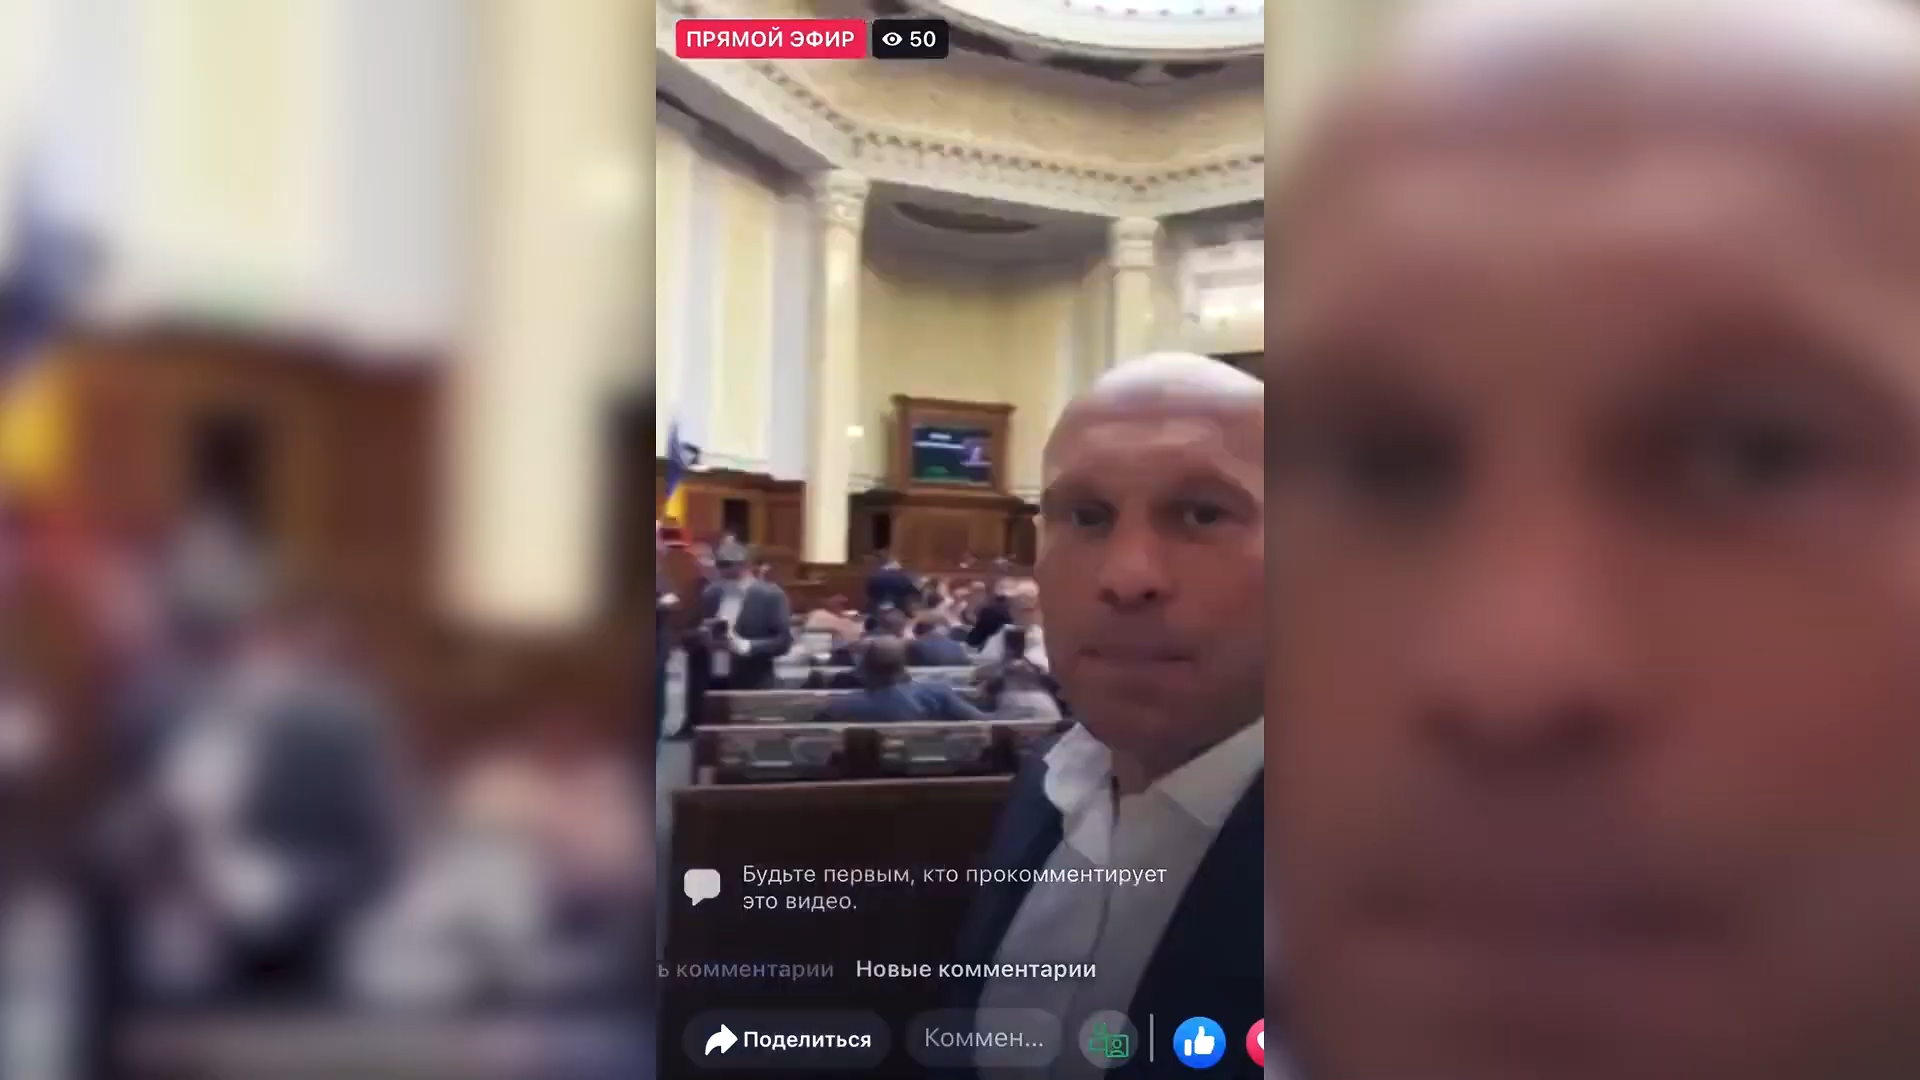 ПРЯМОЙ ЭФИР
50
Будьте первым, кто прокомментирует
это видео.
ь комментарии
Новые комментарии
Поделиться
Коммен...